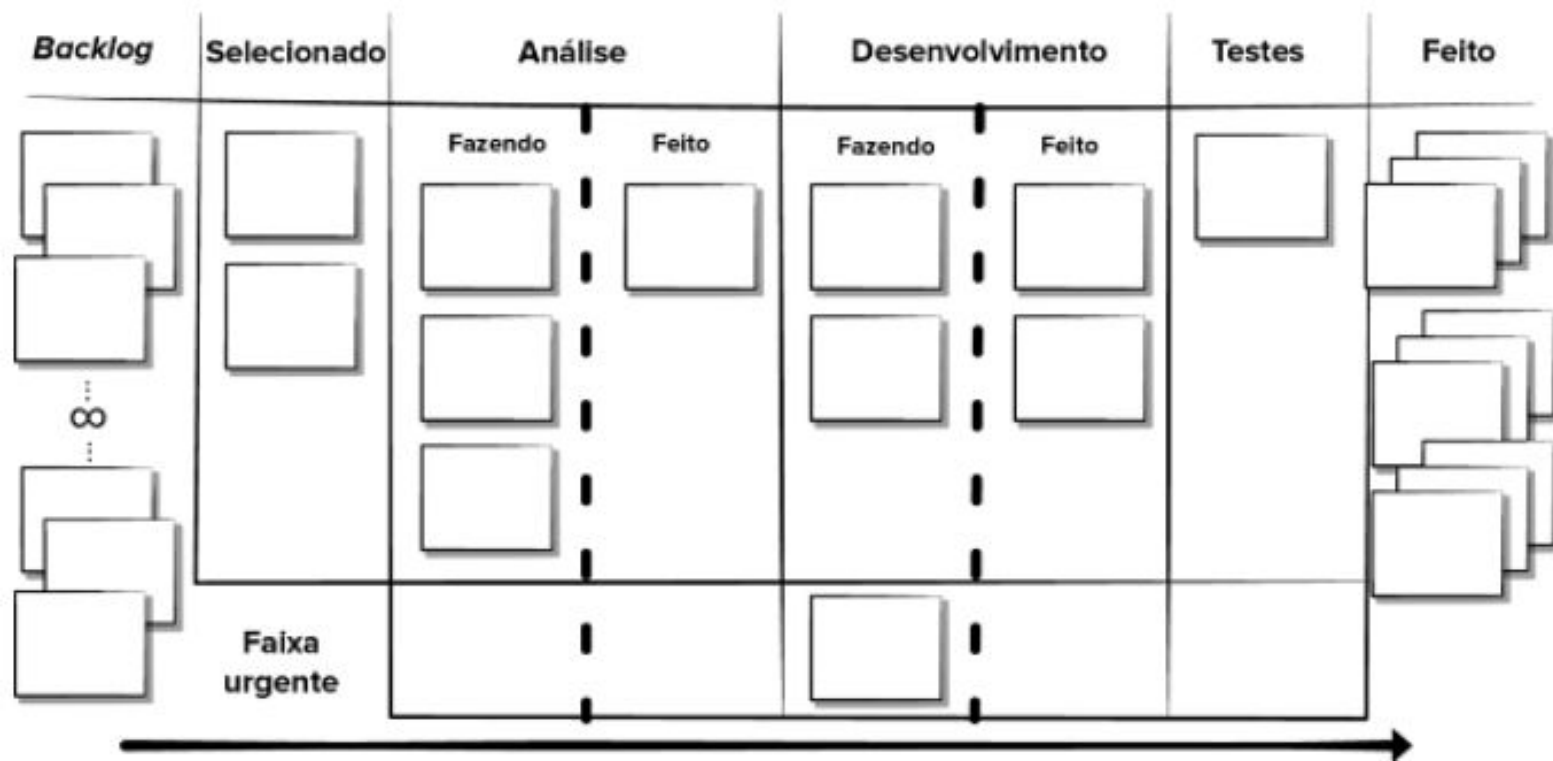 Backlog
Selecionado
Análise
Desenvolvimento
Testes
Feito
Fazendo
Feito
Fazendo
Feito
∞
Faixa
urgente